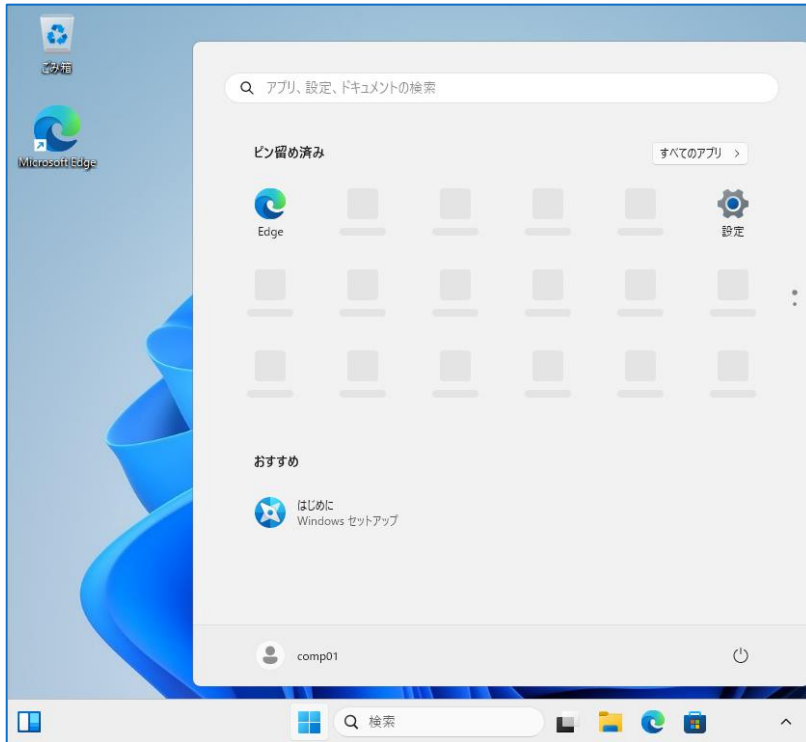 ごみ箱
Microsoft Edge
アプリ、設定、ドキュメントの検索
ピン留め済み
すべてのアプリ
Edge
設定
おすすめ
はじめに
Windows セットアップ
comp01
検索